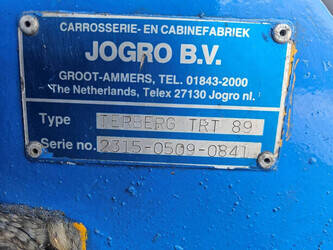 CARROSSERIE- EN CABINEFABRIEK
JOGRO B.V.
GROOT-AMMERS, TEL. 01843-2000
The Netherlands, Telex 27130 Jogro nl.
Type TERBERG TRT 89
Serie no. 2315-0509-0841